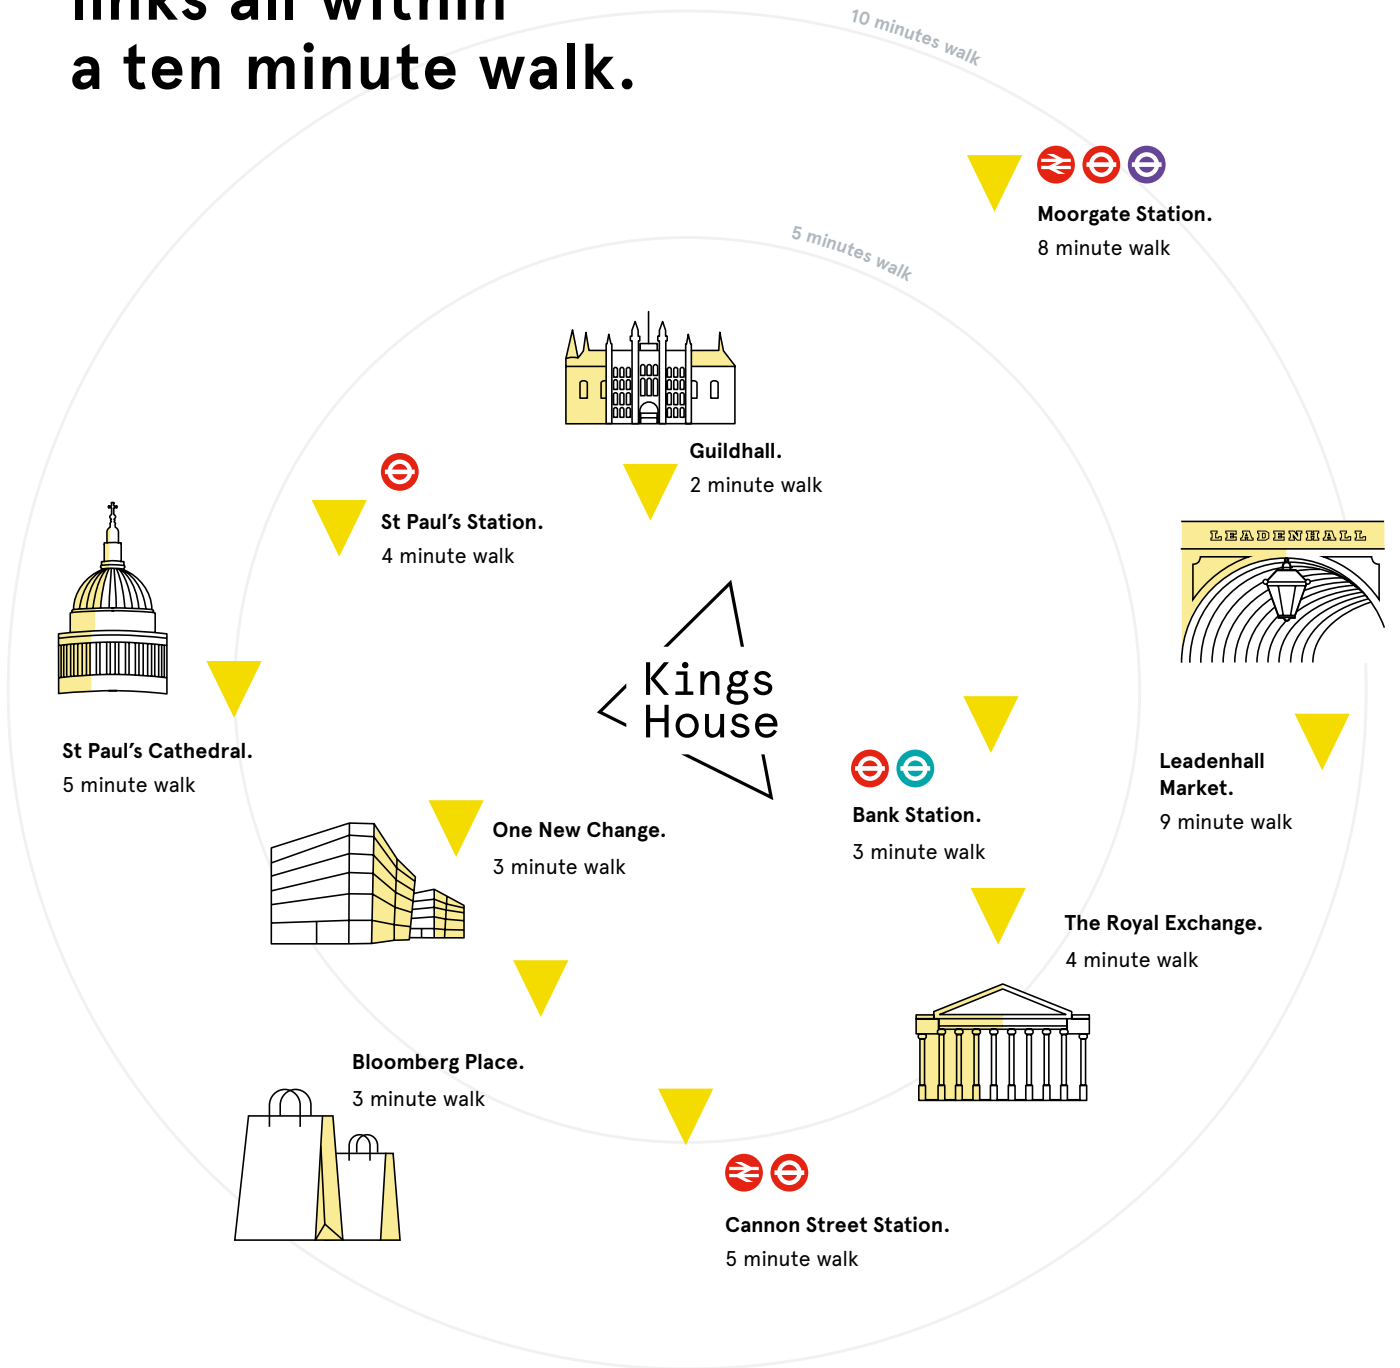 links all within
a ten minute walk.
10 minutes walk
5 minutes walk
Moorgate Station.
8 minute walk
Guildhall.
2 minute walk
St Paul's Station.
4 minute walk
LEADENHALL
Kings
House
St Paul's Cathedral.
5 minute walk
Leadenhall
Market.
9 minute walk
Bank Station.
3 minute walk
One New Change.
3 minute walk
The Royal Exchange.
4 minute walk
Bloomberg Place.
3 minute walk
Cannon Street Station.
5 minute walk